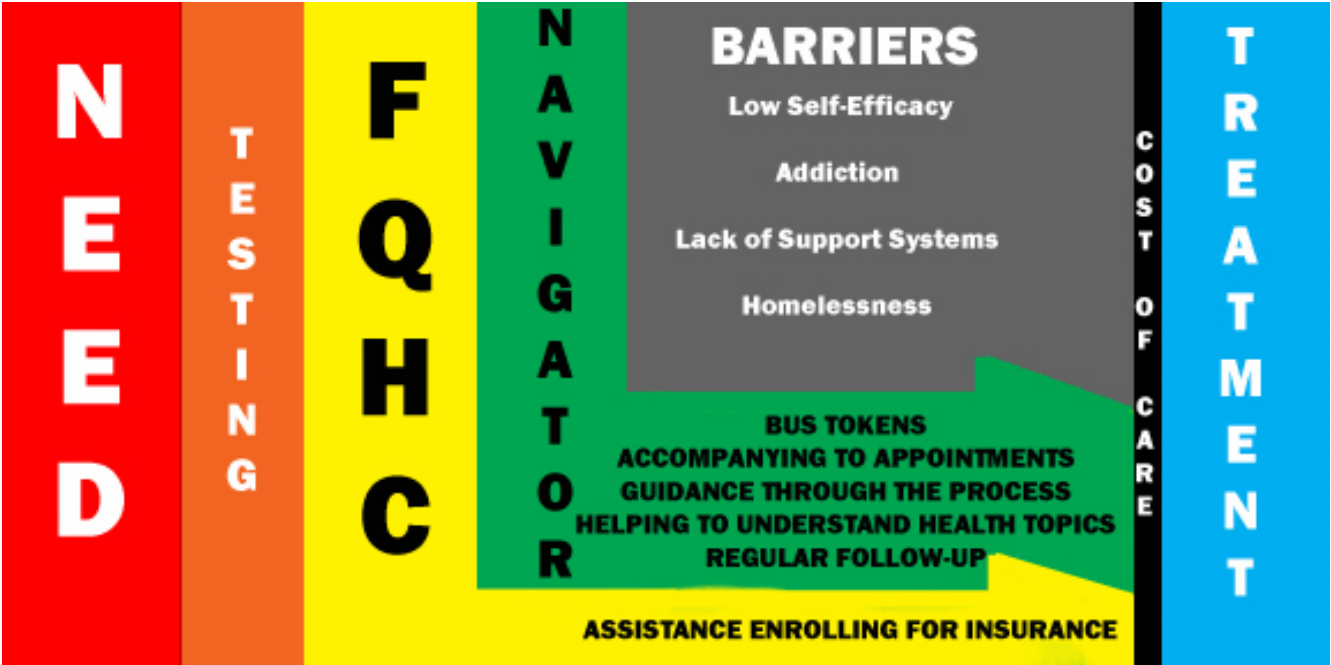 NEED
TESTING
FQHC
NAVIGATOR
BARRIERS
Low Self-Efficacy
Addiction
Lack of Support Systems
Homelessness
BUS TOKENS
ACCOMPANYING TO APPOINTMENTS
GUIDANCE THROUGH THE PROCESS
HELPING TO UNDERSTAND HEALTH TOPICS
REGULAR FOLLOW-UP
ASSISTANCE ENROLLING FOR INSURANCE
COST OF CARE
TREATMENT